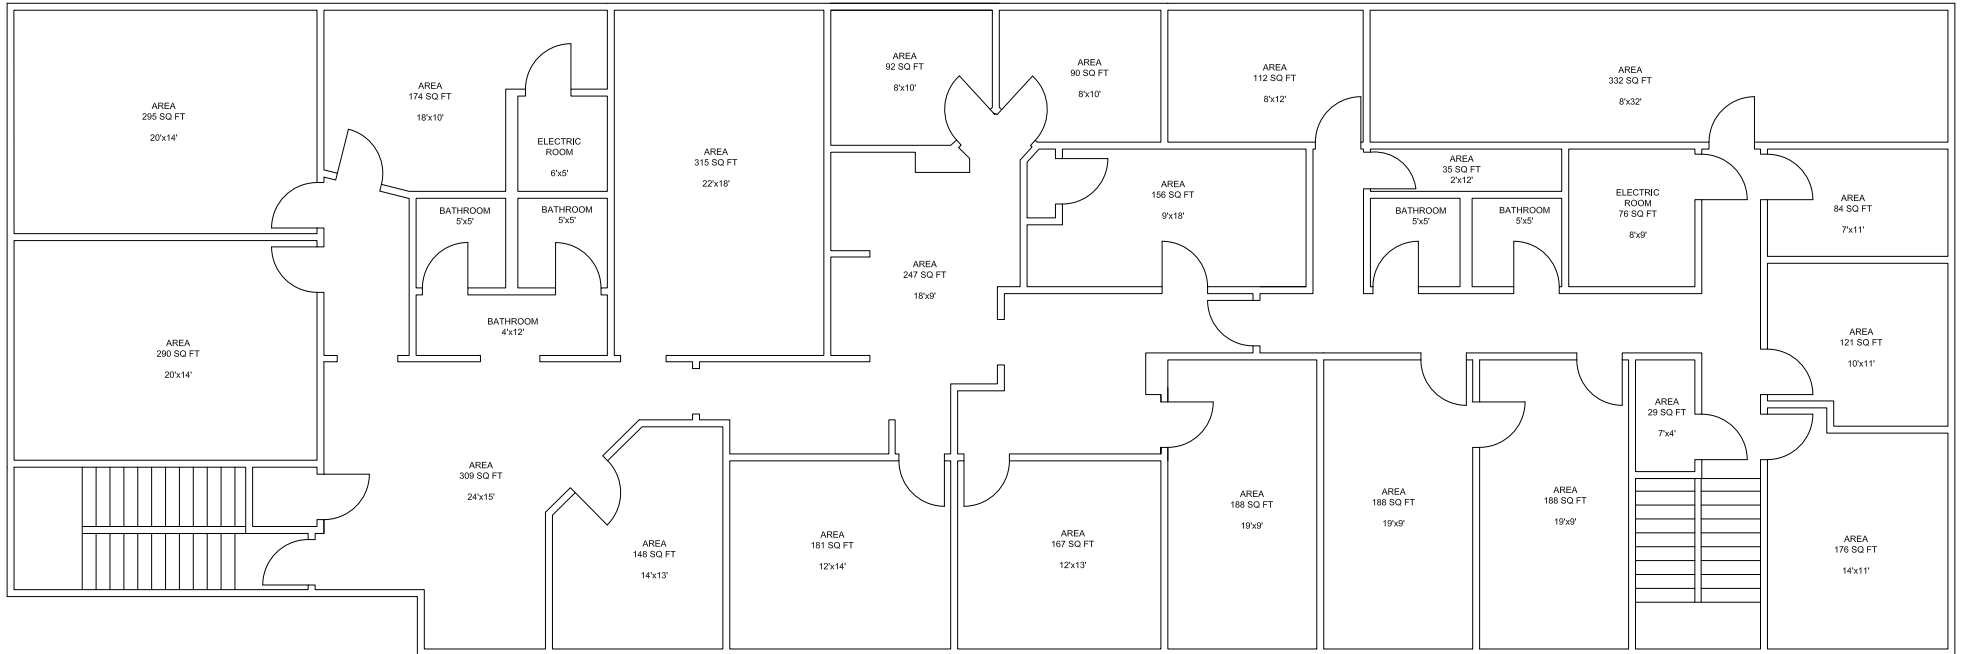 AREA
295 SQ FT
20'x14'
AREA
174 SQ FT
18'x10'
ELECTRIC
ROOM
6'x5'
AREA
315 SQ FT
22'x18'
AREA
92 SQ FT
8'x10'
AREA
90 SQ FT
8'x10'
AREA
112 SQ FT
8'x12'
AREA
332 SQ FT
8'x32'
BATHROOM
5'x5'
BATHROOM
5'x5'
AREA
156 SQ FT
9'x18'
AREA
35 SQ FT
2'x12'
BATHROOM
5'x5'
BATHROOM
5'x5'
ELECTRIC
ROOM
76 SQ FT
8'x9'
AREA
84 SQ FT
7'x11'
AREA
247 SQ FT
18'x9'
AREA
290 SQ FT
20'x14'
BATHROOM
4'x12'
AREA
121 SQ FT
10'x11'
AREA
29 SQ FT
7'x4'
AREA
309 SQ FT
24'x15'
AREA
148 SQ FT
14'x13'
AREA
181 SQ FT
12'x14'
AREA
167 SQ FT
12'x13'
AREA
188 SQ FT
19'x9'
AREA
188 SQ FT
19'x9'
AREA
188 SQ FT
19'x9'
AREA
176 SQ FT
14'x11'